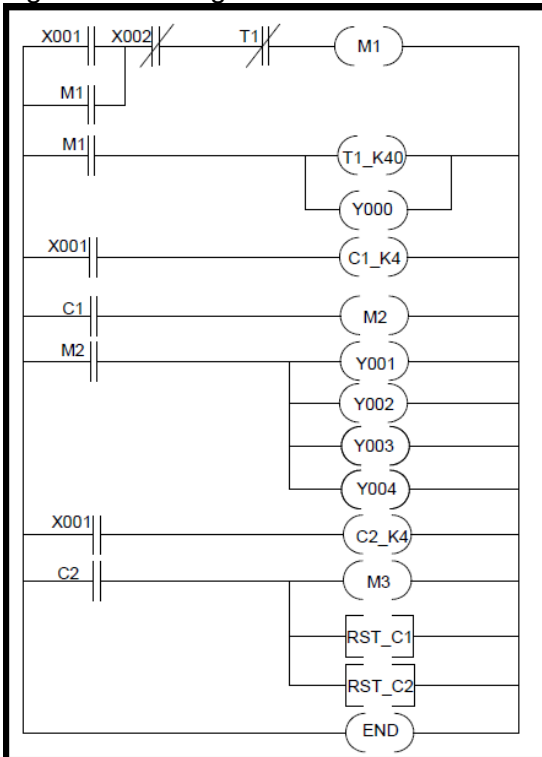 X001 X002 T1 M1
M1
M1 T1_K40
Y000
X001 C1_K4
C1 M2
M2 Y001
Y002
Y003
Y004
X001 C2_K4
C2 M3
RST_C1
RST_C2
END